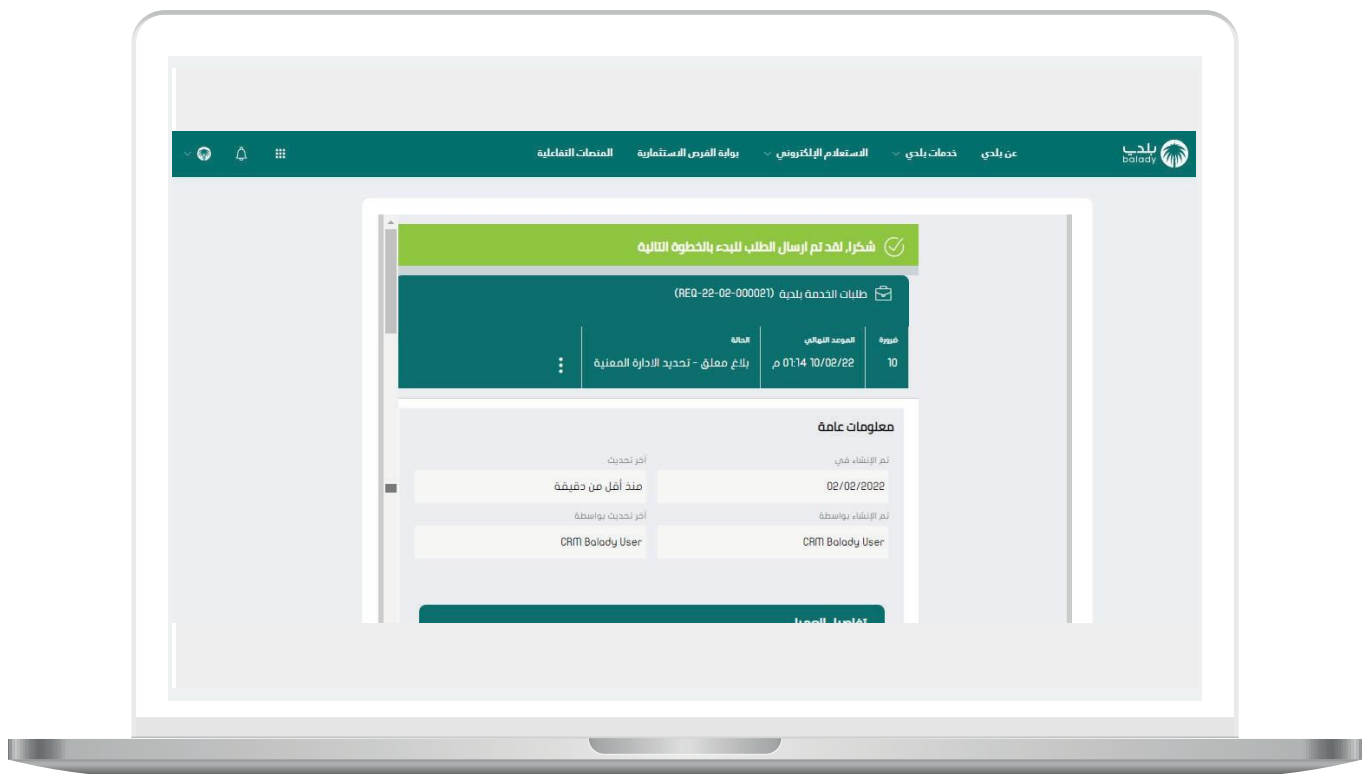 بلدي
balady
عن بلدي خدمات بلدي الاستعلام الإلكتروني بوابة الفرص الاستثمارية المنصات التفاعلية
شكرا, لقد تم ارسال الطلب للبدء بالخطوة التالية
طلبات الخدمة بلدية (REQ-22-02-000021)
ضرورة الموعد النهائي الحالة
10 10/02/22 01:14 م بلاغ معلق - تحديد الادارة المعنية
معلومات عامة
تم الإنشاء في آخر تحديث
02/02/2022 منذ أقل من دقيقة
تم الإنشاء بواسطة آخر تحديث بواسطة
CRM Balady User CRM Balady User
تفاصيل العميل